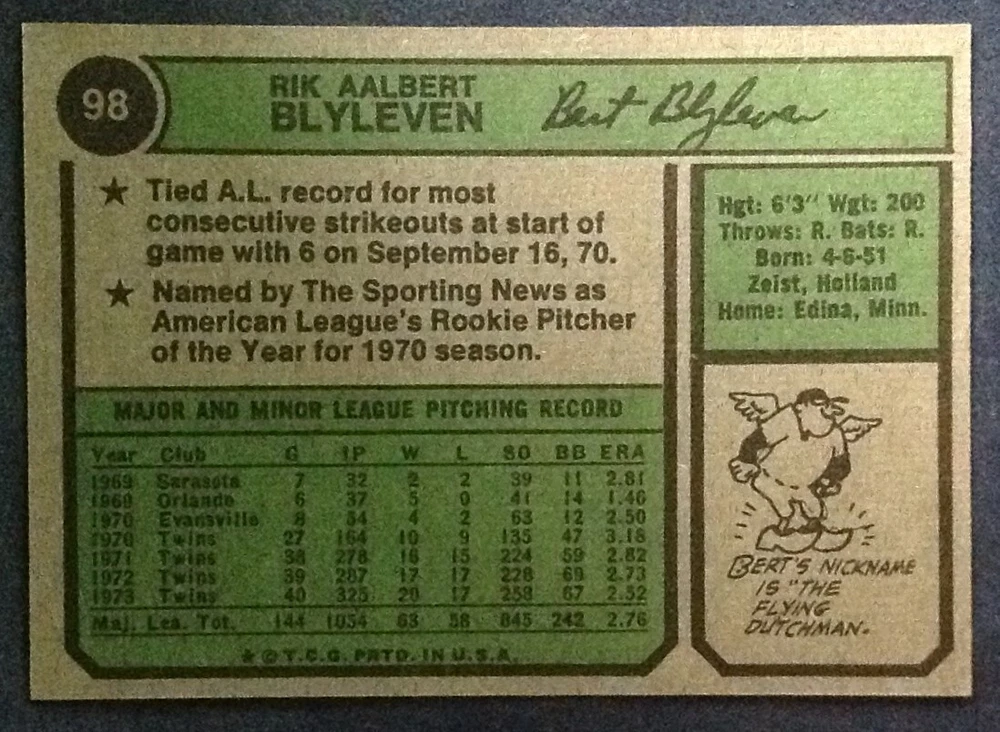 98
RIK AALBERT
BLYLEVEN
Bert Blyleven
★ Tied A.L. record for most
consecutive strikeouts at start of
game with 6 on September 16, 70.
★ Named by The Sporting News as
American League's Rookie Pitcher
of the Year for 1970 season.
MAJOR AND MINOR LEAGUE PITCHING RECORD
Year Club G IP W L SO BB ERA
1969 Sarasota 7 32 2 2 39 11 2.81
1969 Orlando 6 37 5 0 41 14 1.46
1970 Evansville 8 54 4 2 63 12 2.50
1970 Twins 27 164 10 9 135 47 3.18
1971 Twins 38 278 16 15 224 59 2.82
1972 Twins 39 287 17 17 228 69 2.73
1973 Twins 40 325 20 17 258 67 2.52
Maj. Lea. Tot. 144 1054 63 58 845 242 2.76
★ © T.C.G. PRTD. IN U.S.A.
Hgt: 6'3" Wgt: 200
Throws: R. Bats: R.
Born: 4-6-51
Zeist, Holland
Home: Edina, Minn.
BERT'S NICKNAME
IS "THE
FLYING
DUTCHMAN.